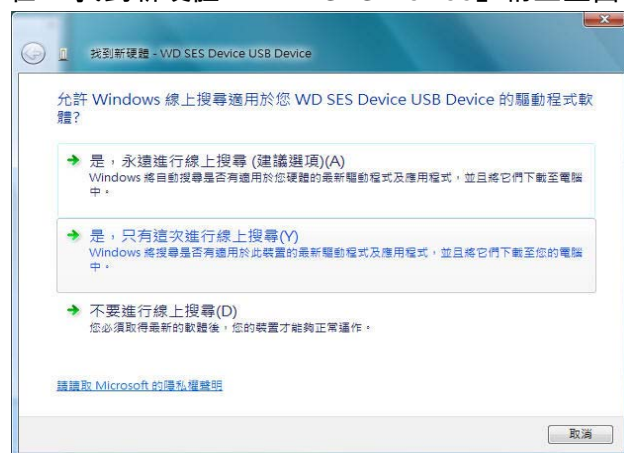 找到新硬體 - WD SES Device USB Device
允許 Windows 線上搜尋適用於您 WD SES Device USB Device 的驅動程式軟
體?
是，永遠進行線上搜尋 (建議選項)(A)
Windows 將自動搜尋是否有適用於您硬體的最新驅動程式及應用程式，並且將它們下載至電腦
中。
是，只有這次進行線上搜尋(Y)
Windows 將搜尋是否有適用於此裝置的最新驅動程式及應用程式，並且將它們下載至您的電腦
中。
不要進行線上搜尋(D)
您必須取得最新的軟體後，您的裝置才能夠正常運作。
請讀取 Microsoft 的隱私權聲明
取消